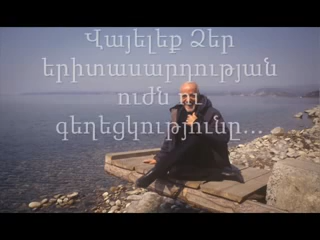 Վայելեք Ձեր
երիտասարդության
ուժն ու
գեղեցկությունը...